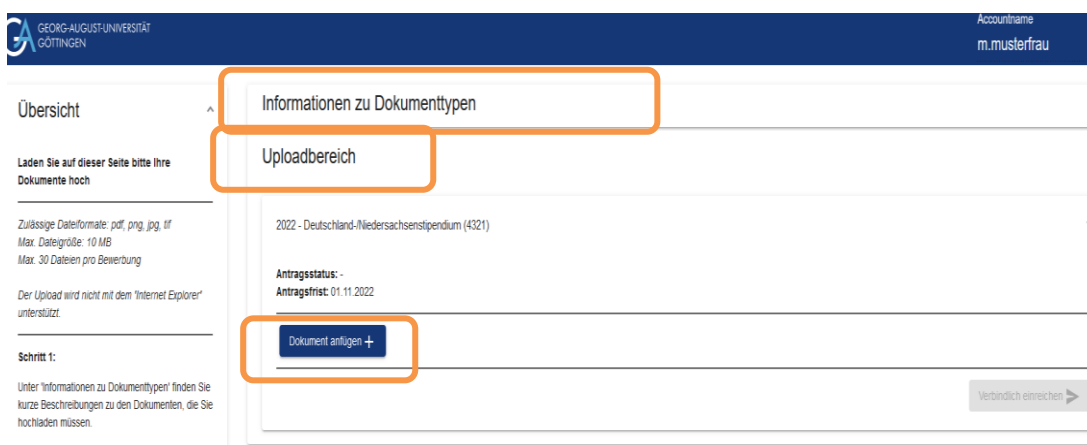 GEORG-AUGUST-UNIVERSITÄT
GÖTTINGEN
Accountname
m.musterfrau
Übersicht
Laden Sie auf dieser Seite bitte Ihre
Dokumente hoch
Zulässige Dateiformate: pdf, png, jpg, tif
Max. Dateigröße: 10 MB
Max. 30 Dateien pro Bewerbung
Der Upload wird nicht mit dem "Internet Explorer"
unterstützt.
Schritt 1:
Unter 'Informationen zu Dokumenttypen' finden Sie
kurze Beschreibungen zu den Dokumenten, die Sie
hochladen müssen.
Informationen zu Dokumenttypen
Uploadbereich
2022 - Deutschland-/Niedersachsenstipendium (4321)
Antragsstatus: -
Antragsfrist: 01.11.2022
Dokument anfügen +
Verbindlich einreichen